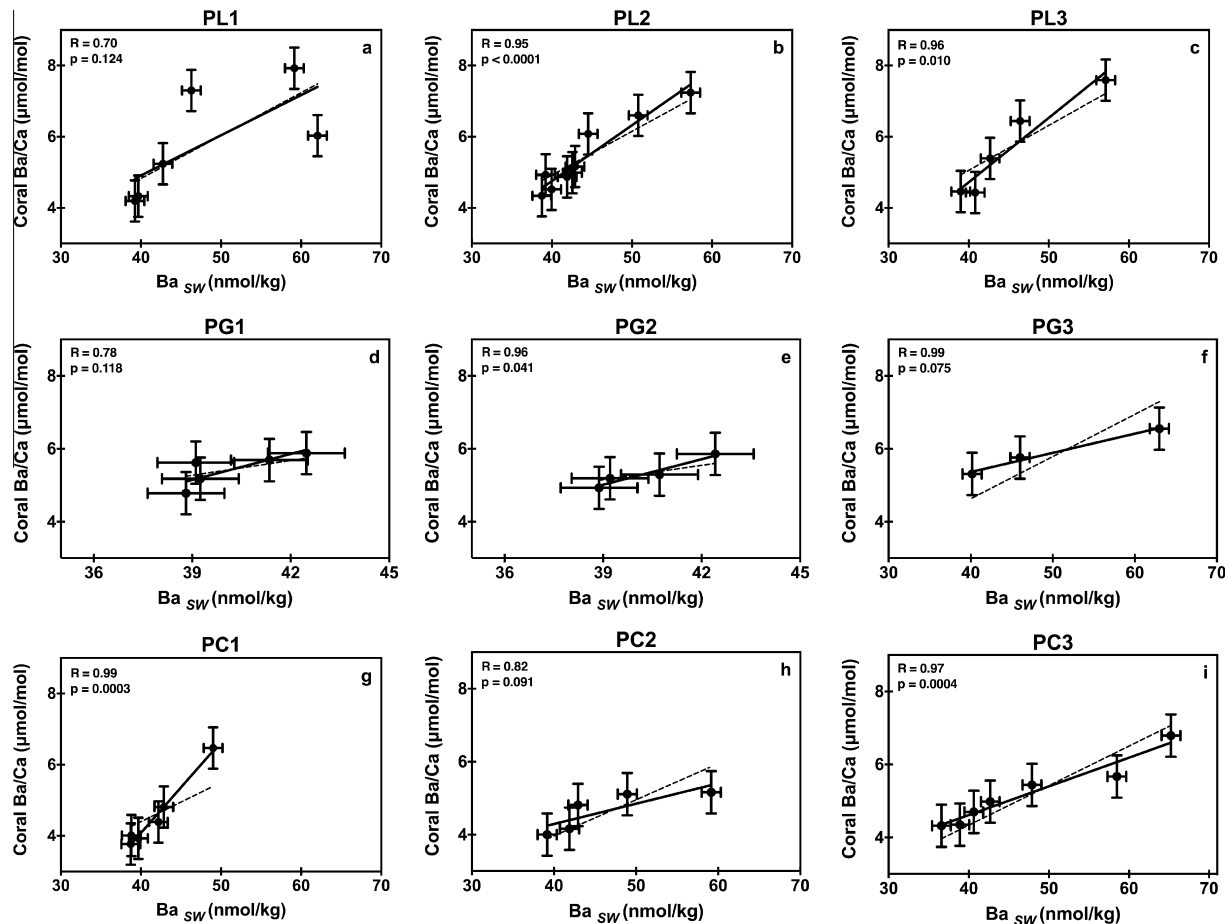 PL1
R = 0.70
p = 0.124
a
Coral Ba/Ca (μmol/mol)
8
6
4
30 40 50 60 70
Ba SW (nmol/kg)
PL2
R = 0.95
p < 0.0001
b
Coral Ba/Ca (μmol/mol)
8
6
4
30 40 50 60 70
Ba SW (nmol/kg)
PL3
R = 0.96
p = 0.010
c
Coral Ba/Ca (μmol/mol)
8
6
4
30 40 50 60 70
Ba SW (nmol/kg)
PG1
R = 0.78
p = 0.118
d
Coral Ba/Ca (μmol/mol)
8
6
4
36 39 42 45
Ba SW (nmol/kg)
PG2
R = 0.96
p = 0.041
e
Coral Ba/Ca (μmol/mol)
8
6
4
36 39 42 45
Ba SW (nmol/kg)
PG3
R = 0.99
p = 0.075
f
Coral Ba/Ca (μmol/mol)
8
6
4
30 40 50 60 70
Ba SW (nmol/kg)
PC1
R = 0.99
p = 0.0003
g
Coral Ba/Ca (μmol/mol)
8
6
4
30 40 50 60 70
Ba SW (nmol/kg)
PC2
R = 0.82
p = 0.091
h
Coral Ba/Ca (μmol/mol)
8
6
4
30 40 50 60 70
Ba SW (nmol/kg)
PC3
R = 0.97
p = 0.0004
i
Coral Ba/Ca (μmol/mol)
8
6
4
30 40 50 60 70
Ba SW (nmol/kg)